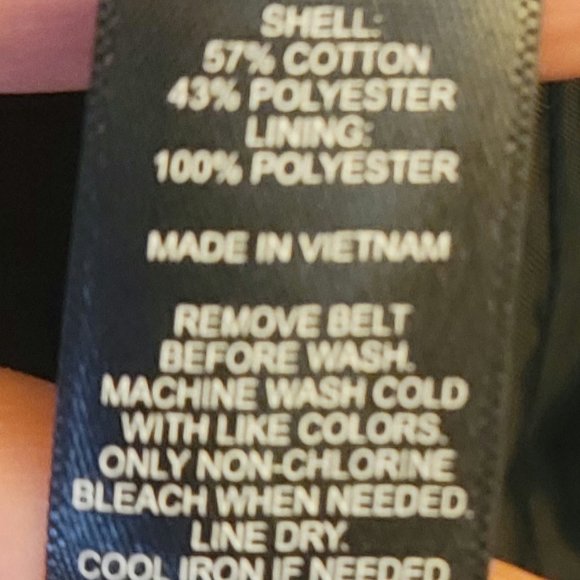 SHELL:
57% COTTON
43% POLYESTER
LINING:
100% POLYESTER
MADE IN VIETNAM
REMOVE BELT
BEFORE WASH.
MACHINE WASH COLD
WITH LIKE COLORS.
ONLY NON-CHLORINE
BLEACH WHEN NEEDED.
LINE DRY.
COOL IRON IF NEEDED